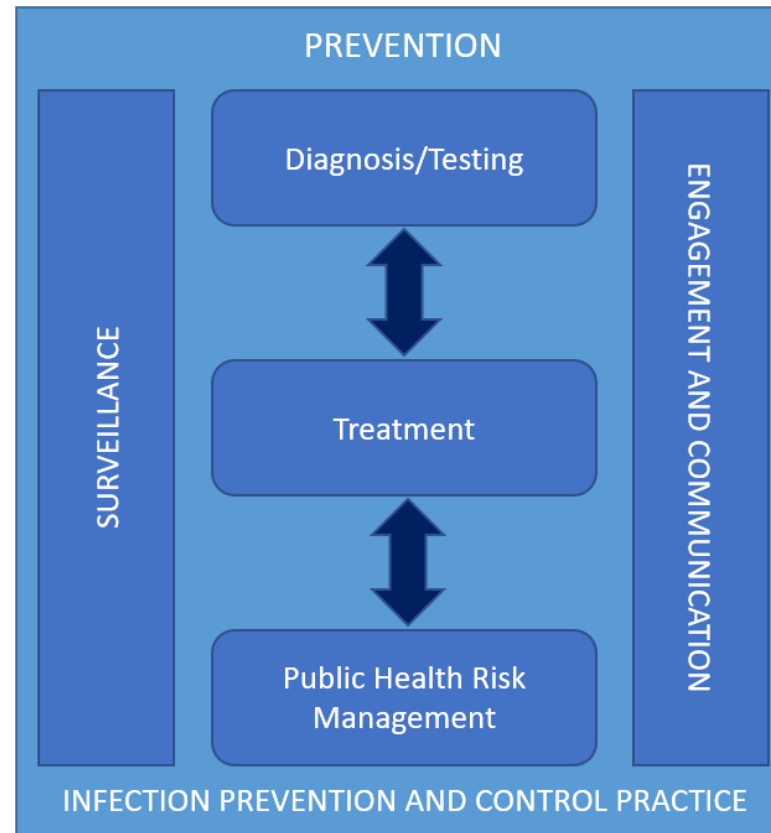 PREVENTION
SURVEILLANCE
Diagnosis/Testing
Treatment
Public Health Risk
Management
ENGAGEMENT AND COMMUNICATION
INFECTION PREVENTION AND CONTROL PRACTICE